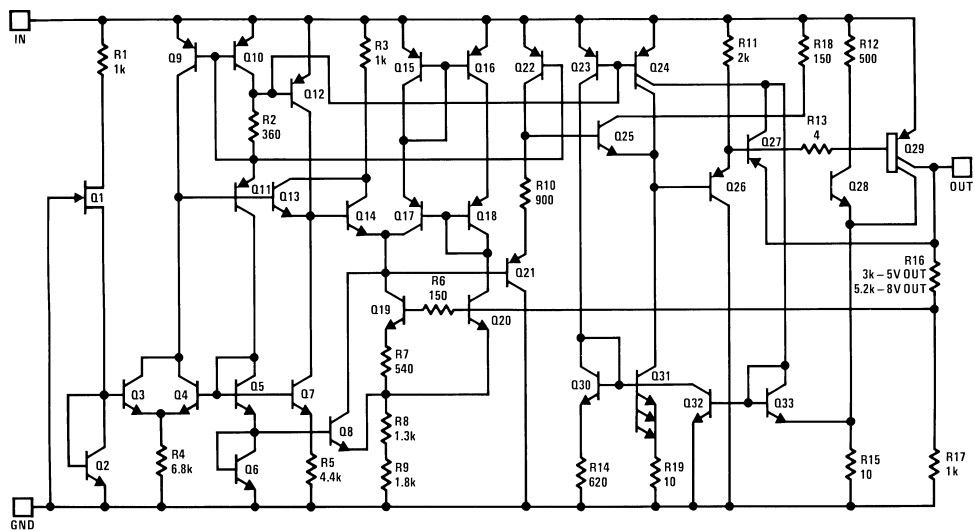 IN
R1
1k
Q9
Q10
Q12
R2
360
R3
1k
Q15
Q16
Q22
Q23
Q24
R11
2k
R18
150
R12
500
Q27
R13
4
Q25
Q29
OUT
Q1
Q11
Q13
Q14
Q17
Q18
R10
900
Q26
Q28
Q21
R16
3k–5V OUT
5.2k–8V OUT
R6
150
Q19
Q20
R7
540
Q3
Q4
Q5
Q7
Q8
R8
1.3k
Q30
Q31
Q32
Q33
Q2
R4
6.8k
Q6
R5
4.4k
R9
1.8k
R14
620
R19
10
R15
10
R17
1k
GND